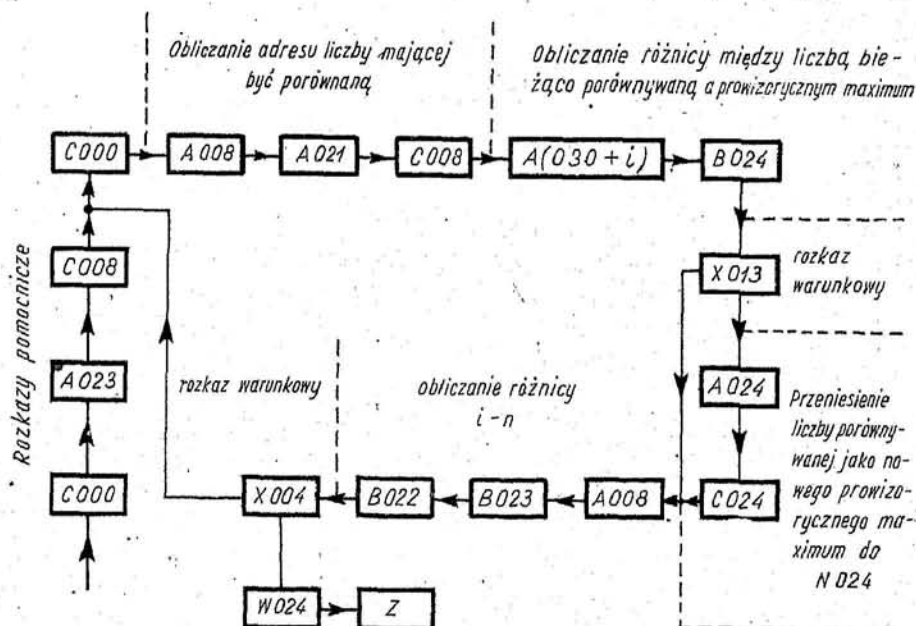 Obliczanie adresu liczby mającej
być porównaną
Obliczanie różnicy między liczbą bie-
żąco porównywaną a prowizorycznym maximum
C000
A008
A021
C008
A(030+i)
B024
C008
A023
C000
Rozkazy pomocnicze
X013
rozkaz
warunkowy
A024
C024
Przeniesienie
liczby porówny-
wanej jako no-
wego prowizo-
rycznego ma-
ximum do
N024
rozkaz warunkowy
obliczanie różnicy
i-n
X004
B022
B023
A008
W024
Z